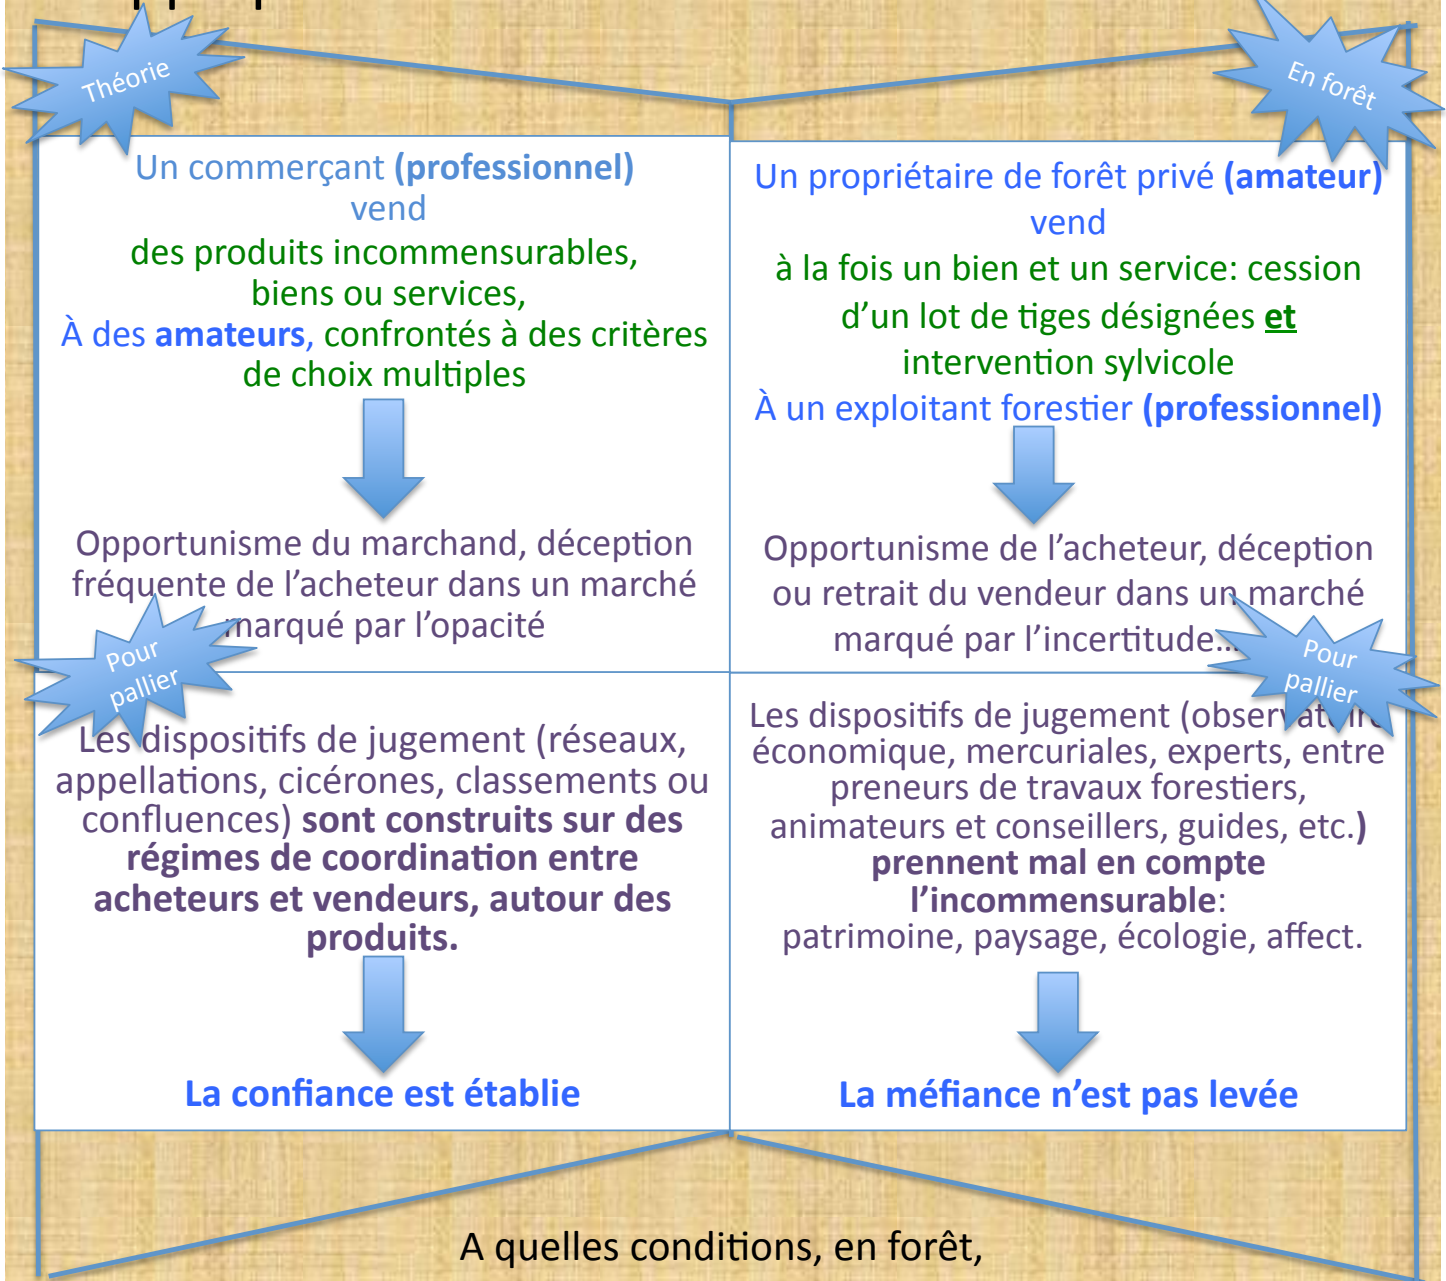 Théorie
En forêt
Un commerçant (professionnel)
vend
des produits incommensurables,
biens ou services,
À des amateurs, confrontés à des critères
de choix multiples
Opportunisme du marchand, déception
fréquente de l’acheteur dans un marché
marqué par l’opacité
Pour
pallier
Les dispositifs de jugement (réseaux,
appellations, cicérones, classements ou
confluences) sont construits sur des
régimes de coordination entre
acheteurs et vendeurs, autour des
produits.
La confiance est établie
Un propriétaire de forêt privé (amateur)
vend
à la fois un bien et un service: cession
d’un lot de tiges désignées et
intervention sylvicole
À un exploitant forestier (professionnel)
Opportunisme de l’acheteur, déception
ou retrait du vendeur dans un marché
marqué par l’incertitude…
Pour
pallier
Les dispositifs de jugement (observatoire
économique, mercuriales, experts, entre
preneurs de travaux forestiers,
animateurs et conseillers, guides, etc.)
prennent mal en compte
l’incommensurable:
patrimoine, paysage, écologie, affect.
La méfiance n’est pas levée
A quelles conditions, en forêt,